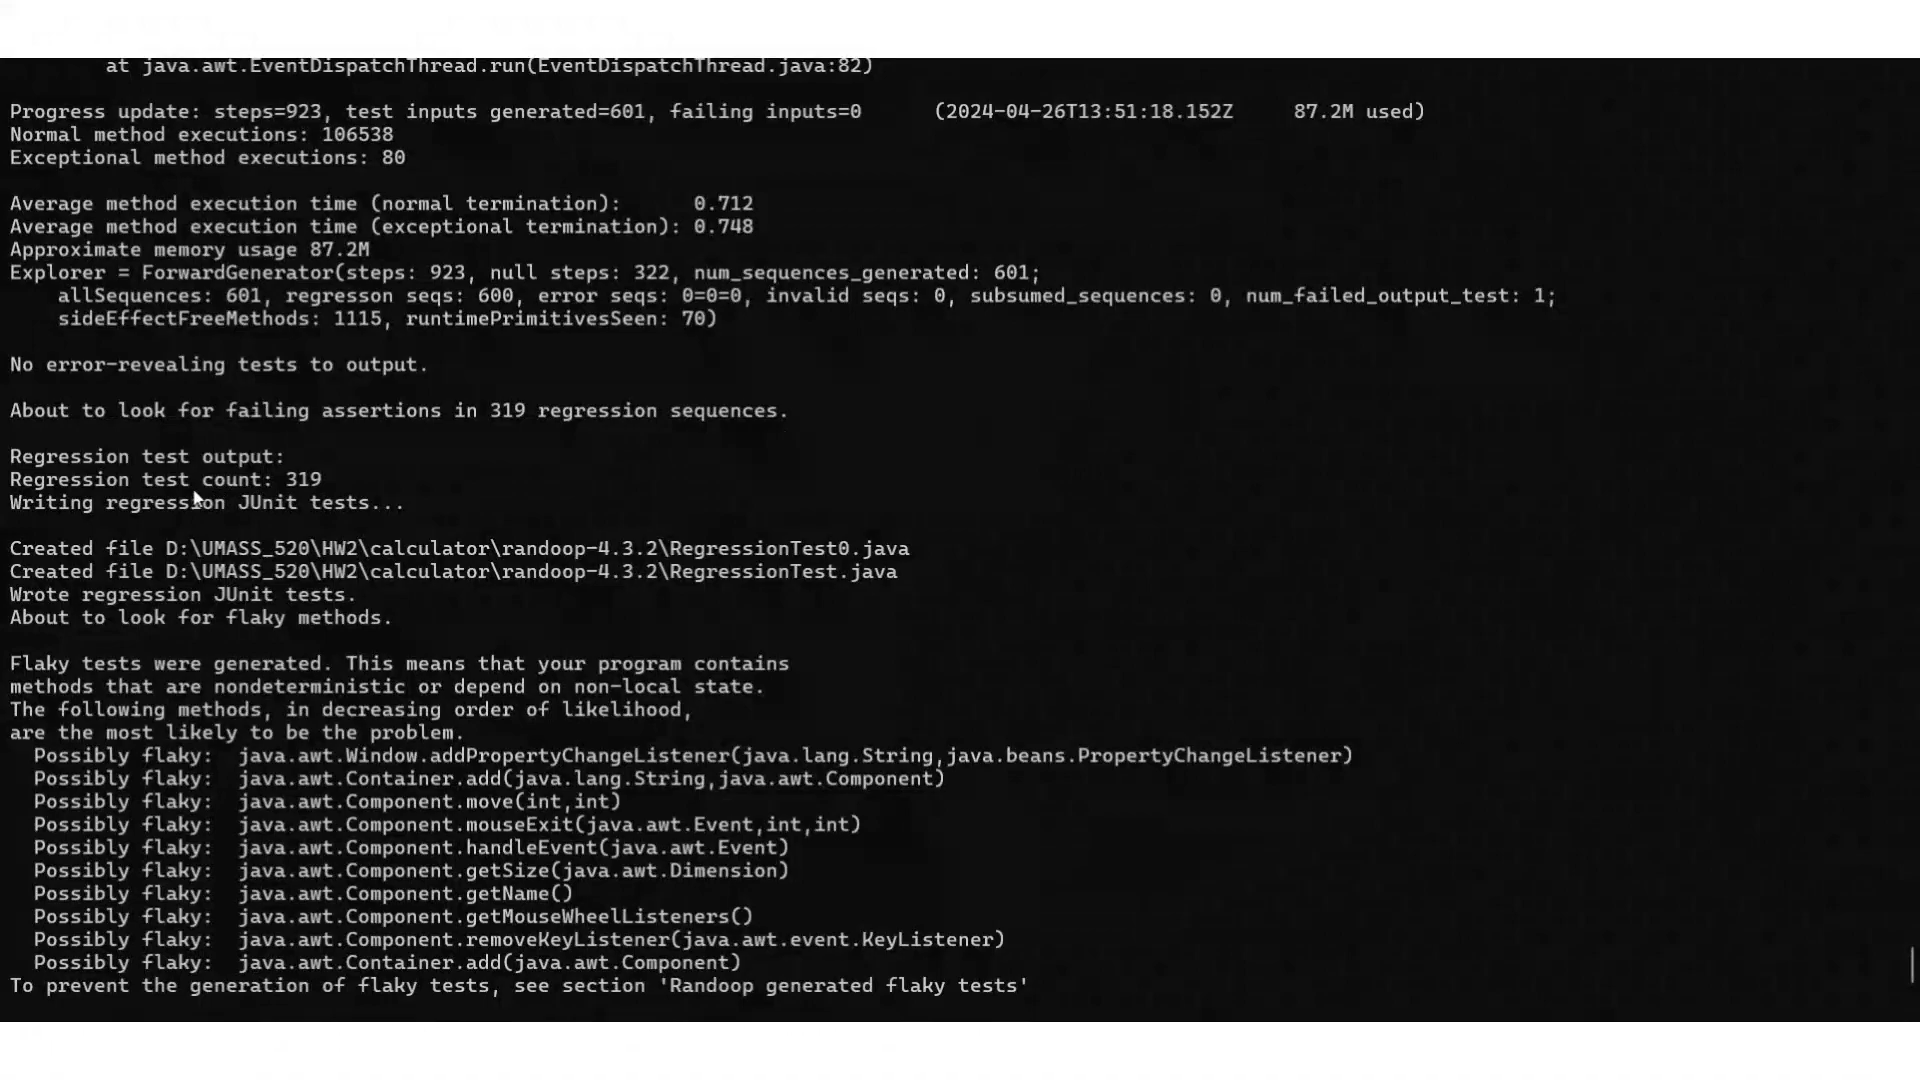 at java.awt.EventDispatchThread.run(EventDispatchThread.java:82)
Progress update: steps=923, test inputs generated=601, failing inputs=0      (2024-04-26T13:51:18.152Z     87.2M used)
Normal method executions: 106538
Exceptional method executions: 80
Average method execution time (normal termination):      0.712
Average method execution time (exceptional termination): 0.748
Approximate memory usage 87.2M
Explorer = ForwardGenerator(steps: 923, null steps: 322, num_sequences_generated: 601;
allSequences: 601, regresson seqs: 600, error seqs: 0=0=0, invalid seqs: 0, subsumed_sequences: 0, num_failed_output_test: 1;
sideEffectFreeMethods: 1115, runtimePrimitivesSeen: 70)
No error-revealing tests to output.
About to look for failing assertions in 319 regression sequences.
Regression test output:
Regression test count: 319
Writing regression JUnit tests...
Created file D:\UMASS_520\HW2\calculator\randoop-4.3.2\RegressionTest0.java
Created file D:\UMASS_520\HW2\calculator\randoop-4.3.2\RegressionTest.java
Wrote regression JUnit tests.
About to look for flaky methods.
Flaky tests were generated. This means that your program contains
methods that are nondeterministic or depend on non-local state.
The following methods, in decreasing order of likelihood,
are the most likely to be the problem.
Possibly flaky:  java.awt.Window.addPropertyChangeListener(java.lang.String,java.beans.PropertyChangeListener)
Possibly flaky:  java.awt.Container.add(java.lang.String,java.awt.Component)
Possibly flaky:  java.awt.Component.move(int,int)
Possibly flaky:  java.awt.Component.mouseExit(java.awt.Event,int,int)
Possibly flaky:  java.awt.Component.handleEvent(java.awt.Event)
Possibly flaky:  java.awt.Component.getSize(java.awt.Dimension)
Possibly flaky:  java.awt.Component.getName()
Possibly flaky:  java.awt.Component.getMouseWheelListeners()
Possibly flaky:  java.awt.Component.removeKeyListener(java.awt.event.KeyListener)
Possibly flaky:  java.awt.Container.add(java.awt.Component)
To prevent the generation of flaky tests, see section 'Randoop generated flaky tests'